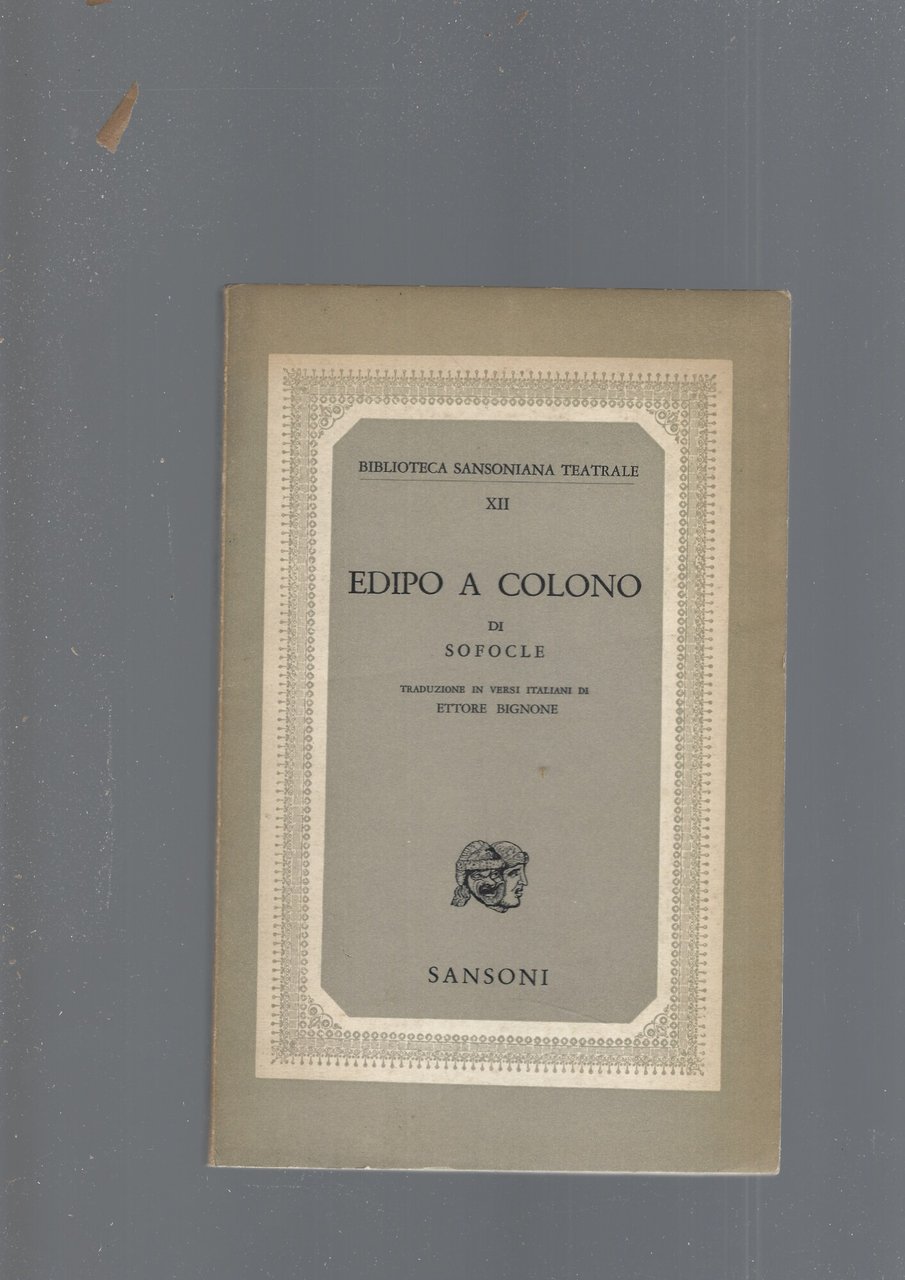 BIBLIOTECA SANSONIANA TEATRALE
XII
EDIPO A COLONO
DI
SOFOCLE
TRADUZIONE IN VERSI ITALIANI DI
ETTORE BIGNONE
SANSONI